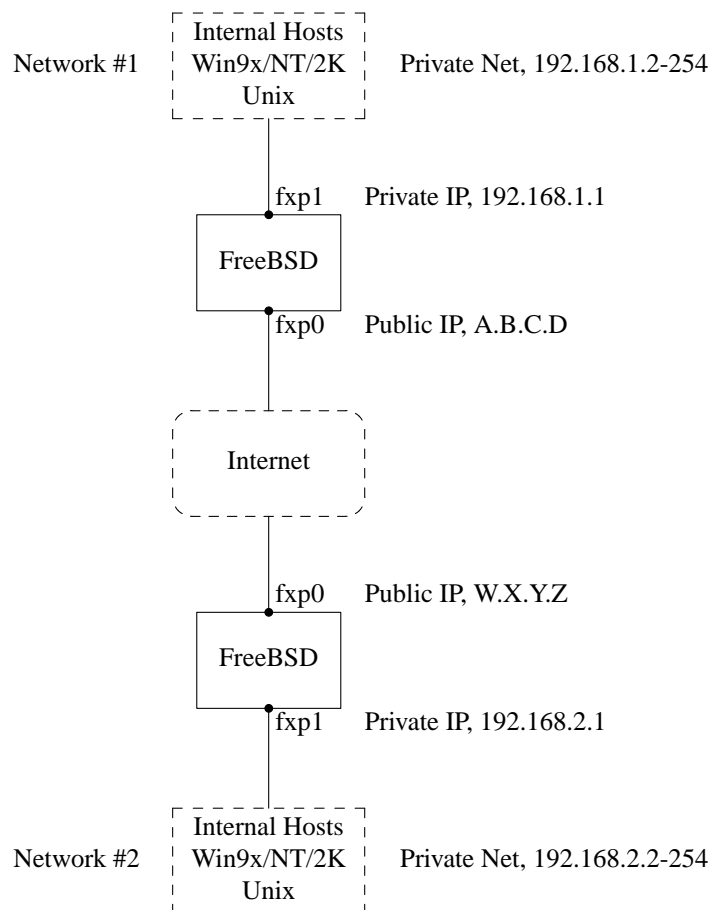 Internal Hosts
Network #1 Win9x/NT/2K Private Net, 192.168.1.2-254
Unix
fxp1 Private IP, 192.168.1.1
FreeBSD
fxp0 Public IP, A.B.C.D
Internet
fxp0 Public IP, W.X.Y.Z
FreeBSD
fxp1 Private IP, 192.168.2.1
Internal Hosts
Network #2 Win9x/NT/2K Private Net, 192.168.2.2-254
Unix